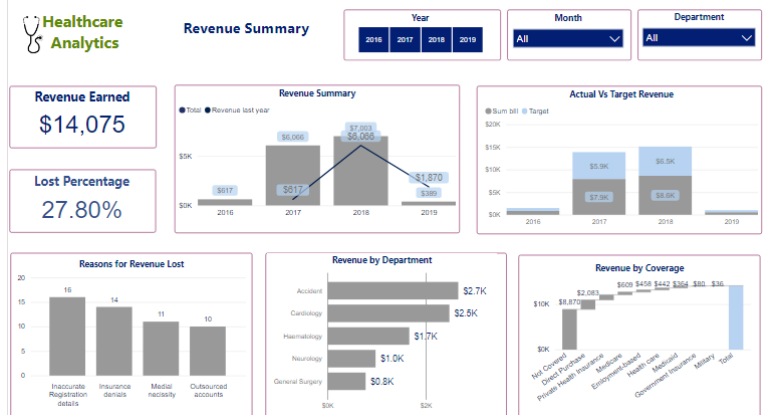 Healthcare
Analytics
Revenue Summary
Year
2016 2017 2018 2019
Month
All
Department
All
Revenue Earned
$14,075
Lost Percentage
27.80%
Revenue Summary
Total Revenue last year
$5K
$0K
$617
$6,066
$617
$7,003
$6,066
$1,870
$389
2016 2017 2018 2019
Actual Vs Target Revenue
Sum bill Target
$20K
$15K
$10K
$5K
$0K
$5.9K
$7.9K
$6.5K
$8.6K
2016 2017 2018 2019
Reasons for Revenue Lost
20
15
10
5
0
16
14
11
10
Inaccurate
Registration
details
Insurance
denials
Medial
necissity
Outsourced
accounts
Revenue by Department
Accident $2.7K
Cardiology $2.5K
Haematology $1.7K
Neurology $1.0K
General Surgery $0.8K
$0K $2K
Revenue by Coverage
$10K
$0K
$8,870
$2,083
$609 $458 $442 $364 $80 $36
Not Covered
Direct Purchase
Private Health Insurance
Medicare
Emloyment-based
Health care
Medicaid
Government Insurance
Military
Total